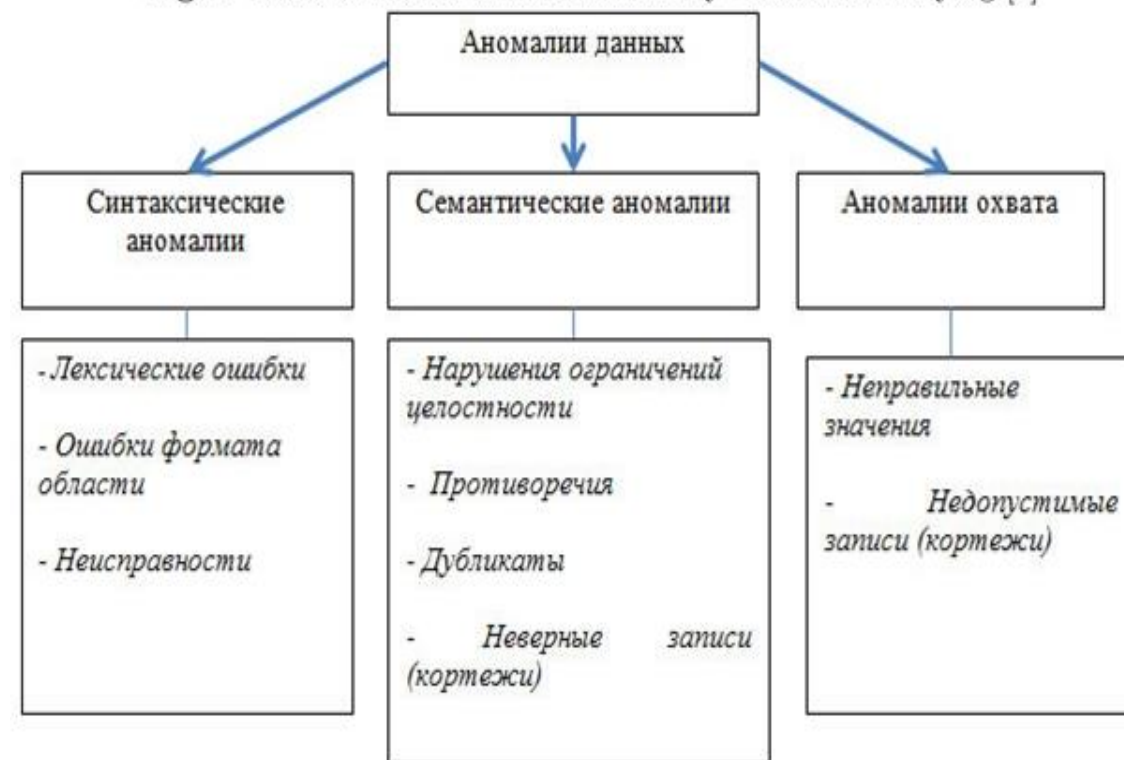 Аномалии данных
Синтаксические
аномалии
Семантические аномалии
Аномалии охвата
- Лексические ошибки
- Ошибки формата
области
- Неисправности
- Нарушения ограничений
целостности
- Противоречия
- Дубликаты
- Неверные записи
(кортежи)
- Неправильные
значения
- Недопустимые
записи (кортежи)